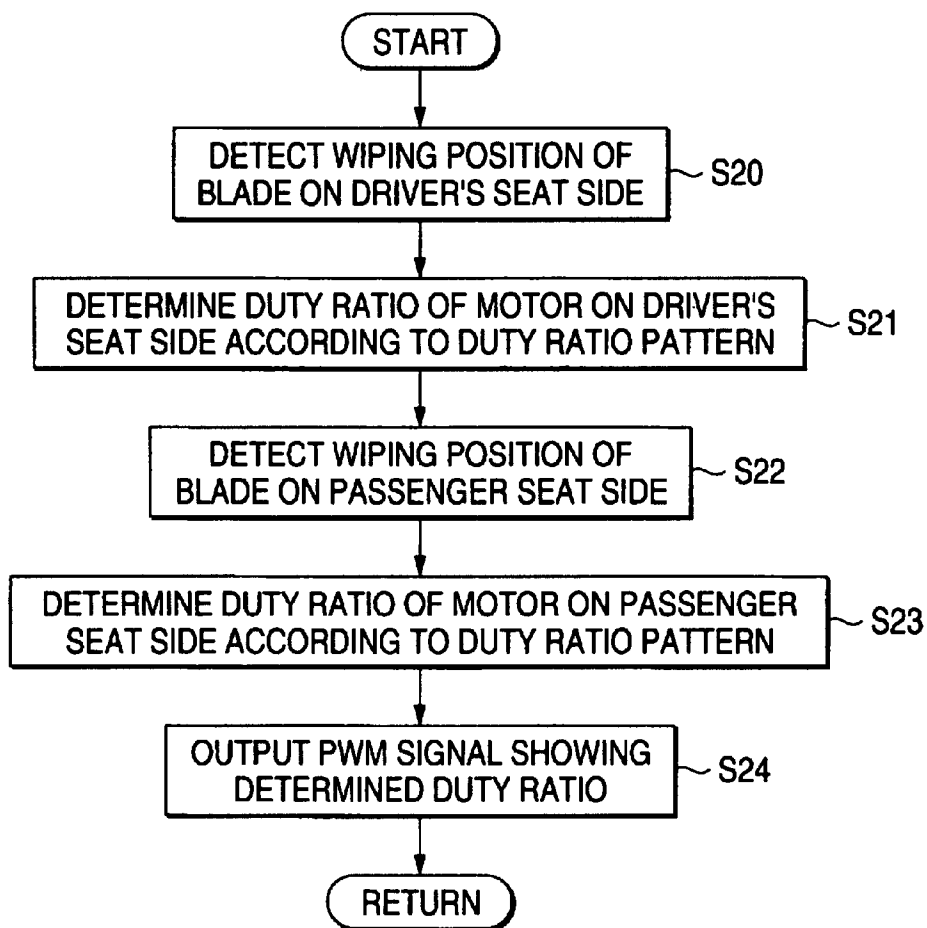 START
DETECT WIPING POSITION OF
BLADE ON DRIVER'S SEAT SIDE
S20
DETERMINE DUTY RATIO OF MOTOR ON DRIVER'S
SEAT SIDE ACCORDING TO DUTY RATIO PATTERN
S21
DETECT WIPING POSITION OF
BLADE ON PASSENGER SEAT SIDE
S22
DETERMINE DUTY RATIO OF MOTOR ON PASSENGER
SEAT SIDE ACCORDING TO DUTY RATIO PATTERN
S23
OUTPUT PWM SIGNAL SHOWING
DETERMINED DUTY RATIO
S24
RETURN